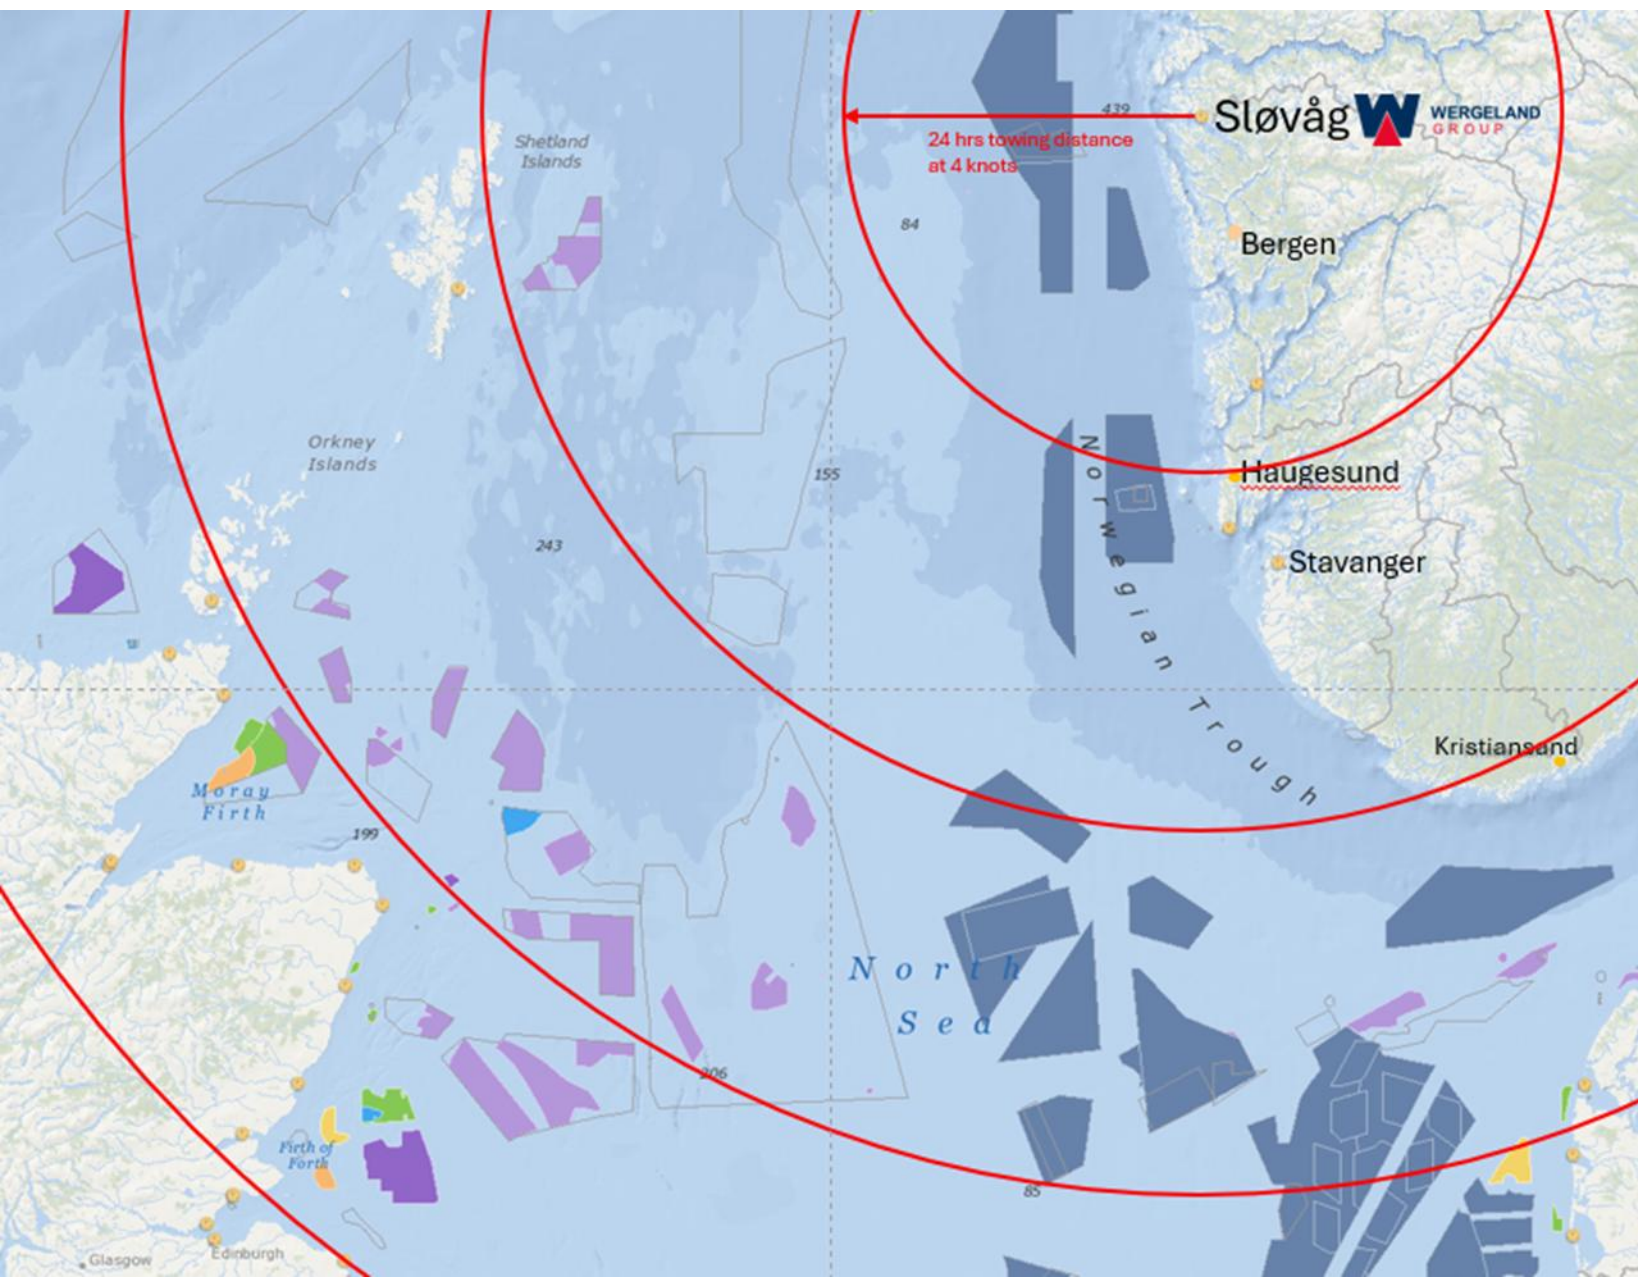 439
Sløvåg
WERGELAND
GROUP
24 hrs towing distance
at 4 knots
Shetland
Islands
84
Bergen
Orkney
Islands
Haugesund
155
243
Stavanger
Norwegian Trough
Kristiansand
Moray
Firth
199
North
Sea
206
Firth of
Forth
85
Edinburgh
Glasgow